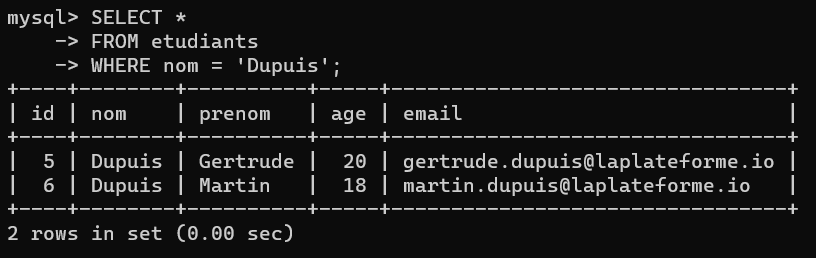 mysql> SELECT *
    -> FROM etudiants
    -> WHERE nom = 'Dupuis';
+----+--------+----------+-----+---------------------------------+
| id | nom    | prenom   | age | email                           |
+----+--------+----------+-----+---------------------------------+
|  5 | Dupuis | Gertrude |  20 | gertrude.dupuis@laplateforme.io |
|  6 | Dupuis | Martin   |  18 | martin.dupuis@laplateforme.io   |
+----+--------+----------+-----+---------------------------------+
2 rows in set (0.00 sec)